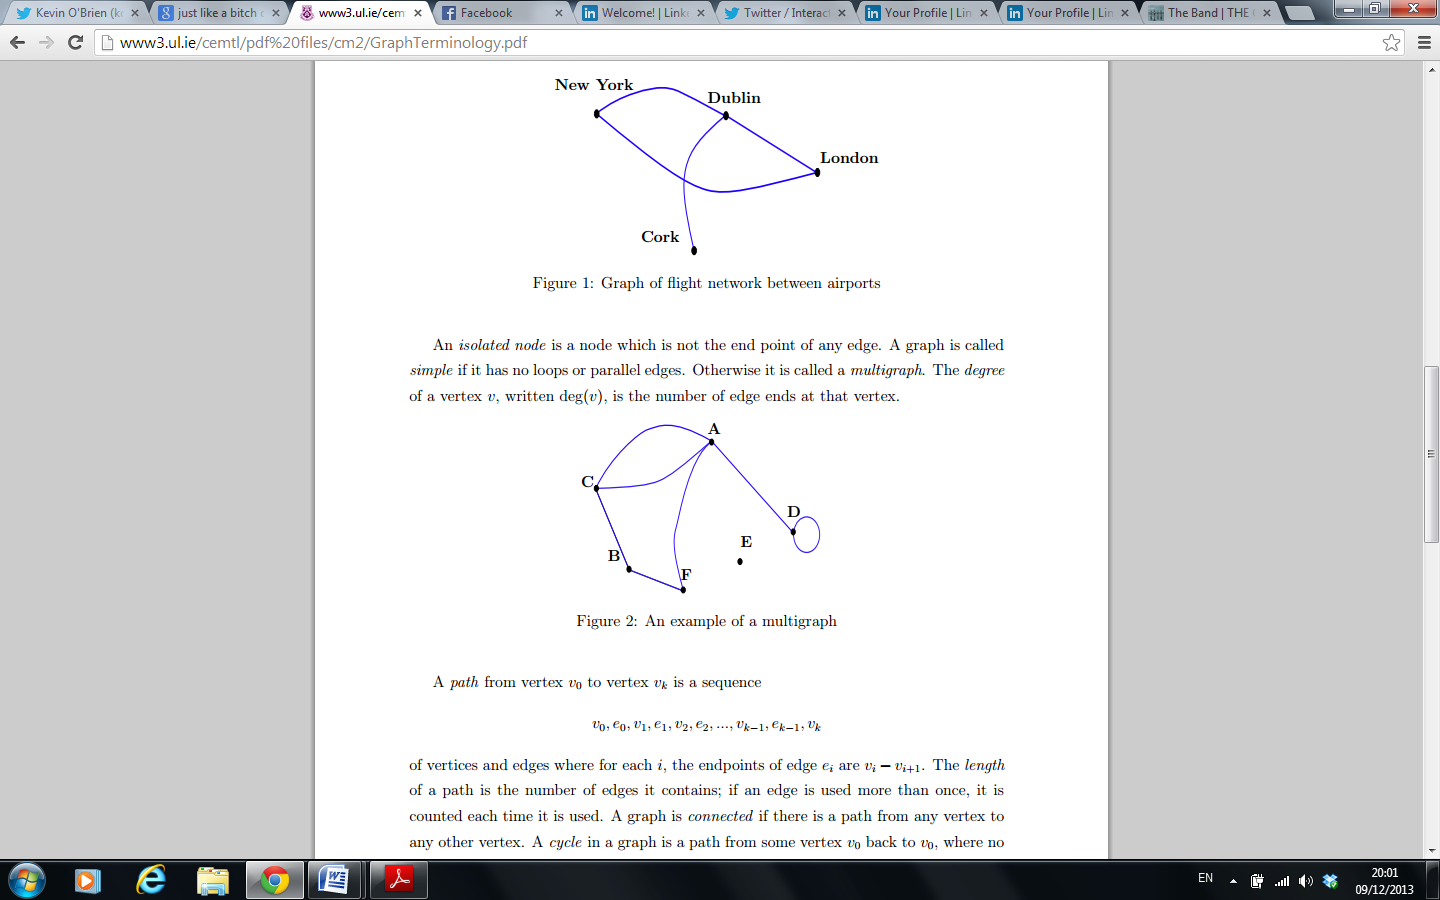 Kevin O'Brien (k
just like a bitch
www3.ul.ie/cem
Facebook
Welcome! | Link
Twitter / Interac
Your Profile | Lin
Your Profile | Lin
The Band | THE
www3.ul.ie/cemtl/pdf%20files/cm2/GraphTerminology.pdf
New York
Dublin
London
Cork
Figure 1: Graph of flight network between airports
An isolated node is a node which is not the end point of any edge. A graph is called
simple if it has no loops or parallel edges. Otherwise it is called a multigraph. The degree
of a vertex v, written deg(v), is the number of edge ends at that vertex.
A
C
D
E
B
F
Figure 2: An example of a multigraph
A path from vertex v₀ to vertex vₖ is a sequence
v₀, e₀, v₁, e₁, v₂, e₂, ..., vₖ₋₁, eₖ₋₁, vₖ
of vertices and edges where for each i, the endpoints of edge eᵢ are vᵢ − vᵢ₊₁. The length
of a path is the number of edges it contains; if an edge is used more than once, it is
counted each time it is used. A graph is connected if there is a path from any vertex to
any other vertex. A cycle in a graph is a path from some vertex v₀ back to v₀, where no
EN
20:01
09/12/2013